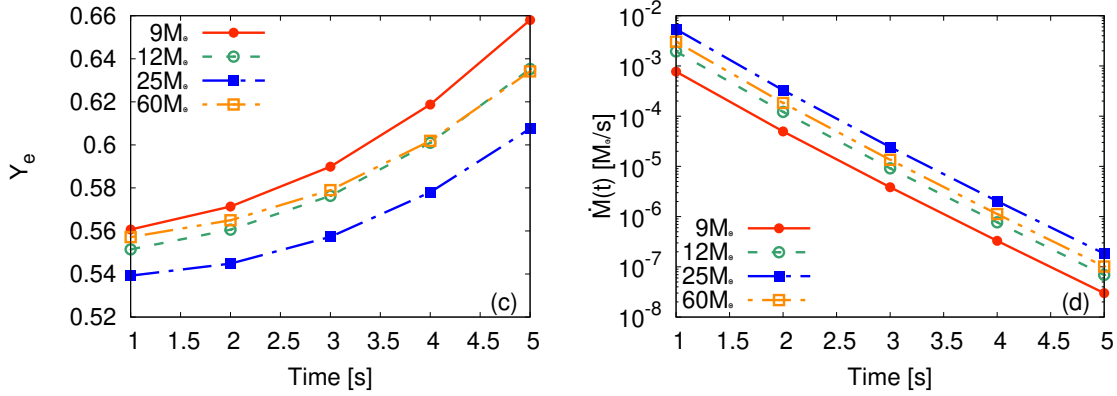 0.66
0.64
0.62
0.6
0.58
0.56
0.54
0.52
Y_e
9M⊙
12M⊙
25M⊙
60M⊙
(c)
1 1.5 2 2.5 3 3.5 4 4.5 5
Time [s]
10^-2
10^-3
10^-4
10^-5
10^-6
10^-7
10^-8
Ṁ(t) [M⊙/s]
9M⊙
12M⊙
25M⊙
60M⊙
(d)
1 1.5 2 2.5 3 3.5 4 4.5 5
Time [s]